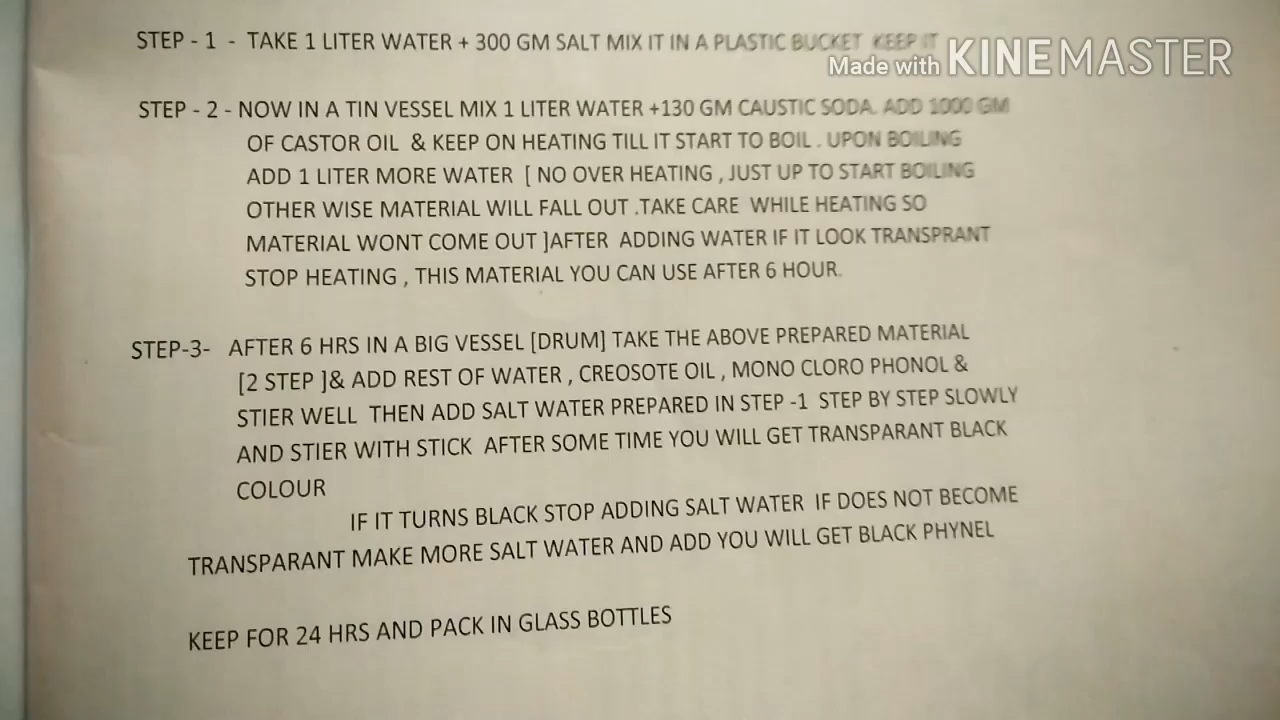 STEP - 1 - TAKE 1 LITER WATER + 300 GM SALT MIX IT IN A PLASTIC BUCKET KEEP IT
Made with KINEMASTER
STEP - 2 - NOW IN A TIN VESSEL MIX 1 LITER WATER +130 GM CAUSTIC SODA. ADD 1000 GM
OF CASTOR OIL & KEEP ON HEATING TILL IT START TO BOIL . UPON BOILING
ADD 1 LITER MORE WATER [ NO OVER HEATING , JUST UP TO START BOILING
OTHER WISE MATERIAL WILL FALL OUT .TAKE CARE WHILE HEATING SO
MATERIAL WONT COME OUT ]AFTER ADDING WATER IF IT LOOK TRANSPRANT
STOP HEATING , THIS MATERIAL YOU CAN USE AFTER 6 HOUR.
STEP-3- AFTER 6 HRS IN A BIG VESSEL [DRUM] TAKE THE ABOVE PREPARED MATERIAL
[2 STEP ]& ADD REST OF WATER , CREOSOTE OIL , MONO CLORO PHONOL &
STIER WELL THEN ADD SALT WATER PREPARED IN STEP -1 STEP BY STEP SLOWLY
AND STIER WITH STICK AFTER SOME TIME YOU WILL GET TRANSPARANT BLACK
COLOUR
IF IT TURNS BLACK STOP ADDING SALT WATER IF DOES NOT BECOME
TRANSPARANT MAKE MORE SALT WATER AND ADD YOU WILL GET BLACK PHYNEL
KEEP FOR 24 HRS AND PACK IN GLASS BOTTLES